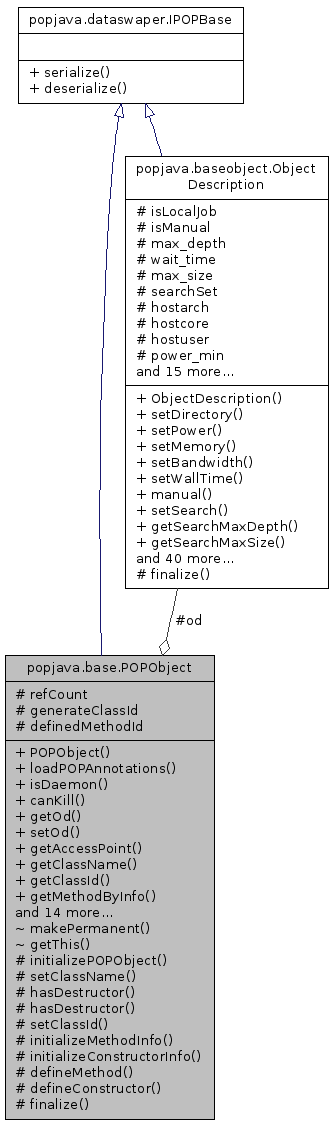 popjava.dataswaper.IPOPBase
+ serialize()
+ deserialize()
popjava.baseobject.Object
Description
# isLocalJob
# isManual
# max_depth
# wait_time
# max_size
# searchSet
# hostarch
# hostcore
# hostuser
# power_min
and 15 more...
+ ObjectDescription()
+ setDirectory()
+ setPower()
+ setMemory()
+ setBandwidth()
+ setWallTime()
+ manual()
+ setSearch()
+ getSearchMaxDepth()
+ getSearchMaxSize()
and 40 more...
# finalize()
#od
popjava.base.POPObject
# refCount
# generateClassId
# definedMethodId
+ POPObject()
+ loadPOPAnnotations()
+ isDaemon()
+ canKill()
+ getOd()
+ setOd()
+ getAccessPoint()
+ getClassName()
+ getClassId()
+ getMethodByInfo()
and 14 more...
~ makePermanent()
~ getThis()
# initializePOPObject()
# setClassName()
# hasDestructor()
# hasDestructor()
# setClassId()
# initializeMethodInfo()
# initializeConstructorInfo()
# defineMethod()
# defineConstructor()
# finalize()